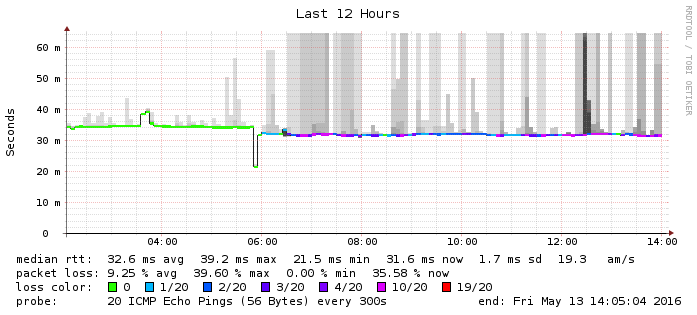 Last 12 Hours
RRDTOOL / TOBI OETIKER
Seconds
60 m
50 m
40 m
30 m
20 m
10 m
0
04:00 06:00 08:00 10:00 12:00 14:00
median rtt: 32.6 ms avg 39.2 ms max 21.5 ms min 31.6 ms now 1.7 ms sd 19.3 am/s
packet loss: 9.25 % avg 39.60 % max 0.00 % min 35.58 % now
loss color: 0 1/20 2/20 3/20 4/20 10/20 19/20
probe: 20 ICMP Echo Pings (56 Bytes) every 300s end: Fri May 13 14:05:04 2016